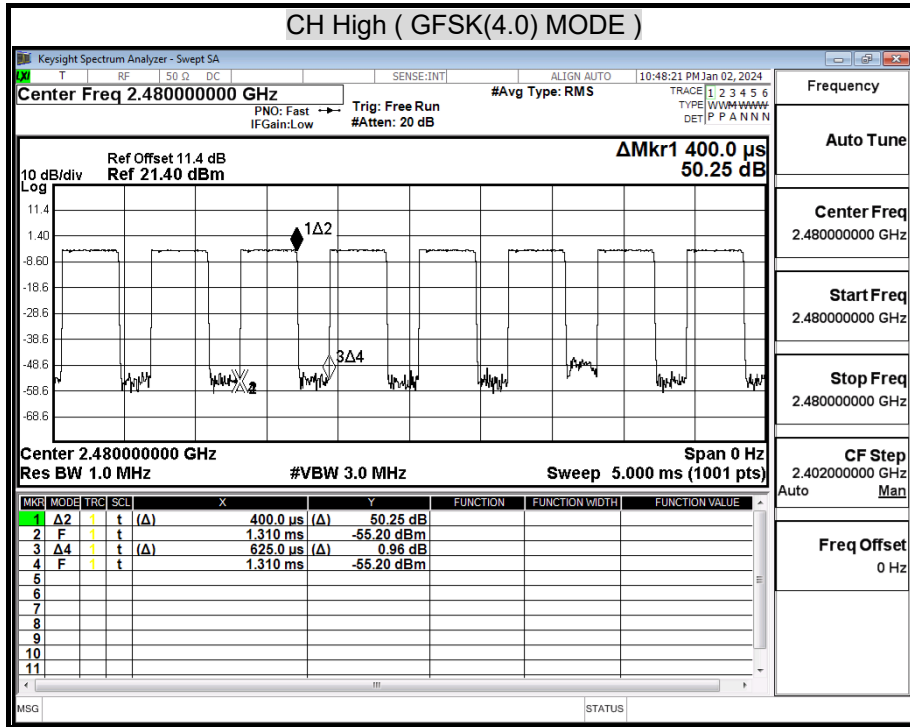 CH High ( GFSK(4.0) MODE )
Keysight Spectrum Analyzer - Swept SA
LXI T RF 50 Ω DC SENSE:INT ALIGN AUTO 10:48:21 PM Jan 02, 2024
Center Freq 2.480000000 GHz
PNO: Fast
IFGain:Low
Trig: Free Run
#Atten: 20 dB
#Avg Type: RMS
TRACE 1 2 3 4 5 6
TYPE WWMWWWW
DET P P A N N N
ΔMkr1 400.0 µs
50.25 dB
Ref Offset 11.4 dB
10 dB/div Ref 21.40 dBm
Log
11.4
1.40
-8.60
-18.6
-28.6
-38.6
-48.6
-58.6
-68.6
1Δ2
3Δ4
2
Center 2.480000000 GHz Span 0 Hz
Res BW 1.0 MHz #VBW 3.0 MHz Sweep 5.000 ms (1001 pts)
MKR MODE TRC SCL X Y FUNCTION FUNCTION WIDTH FUNCTION VALUE
1 Δ2 1 t (Δ) 400.0 µs (Δ) 50.25 dB
2 F 1 t 1.310 ms -55.20 dBm
3 Δ4 1 t (Δ) 625.0 µs (Δ) 0.96 dB
4 F 1 t 1.310 ms -55.20 dBm
5
6
7
8
9
10
11
MSG STATUS
Frequency
Auto Tune
Center Freq
2.480000000 GHz
Start Freq
2.480000000 GHz
Stop Freq
2.480000000 GHz
CF Step
2.402000000 GHz
Auto Man
Freq Offset
0 Hz